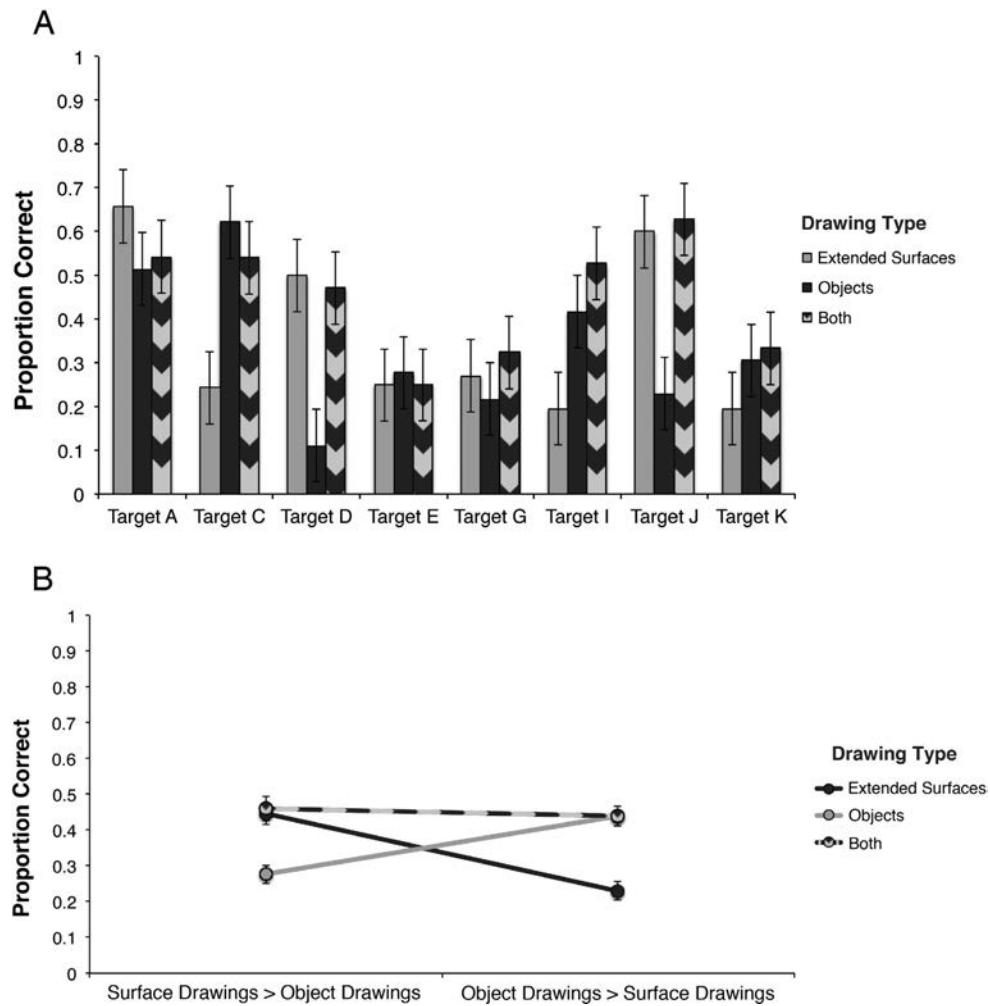 A
1
0.9
0.8
0.7
0.6
0.5
0.4
0.3
0.2
0.1
0
Proportion Correct
Target A Target C Target D Target E Target G Target I Target J Target K
Drawing Type
Extended Surfaces
Objects
Both
B
1
0.9
0.8
0.7
0.6
0.5
0.4
0.3
0.2
0.1
0
Proportion Correct
Surface Drawings > Object Drawings Object Drawings > Surface Drawings
Drawing Type
Extended Surfaces
Objects
Both